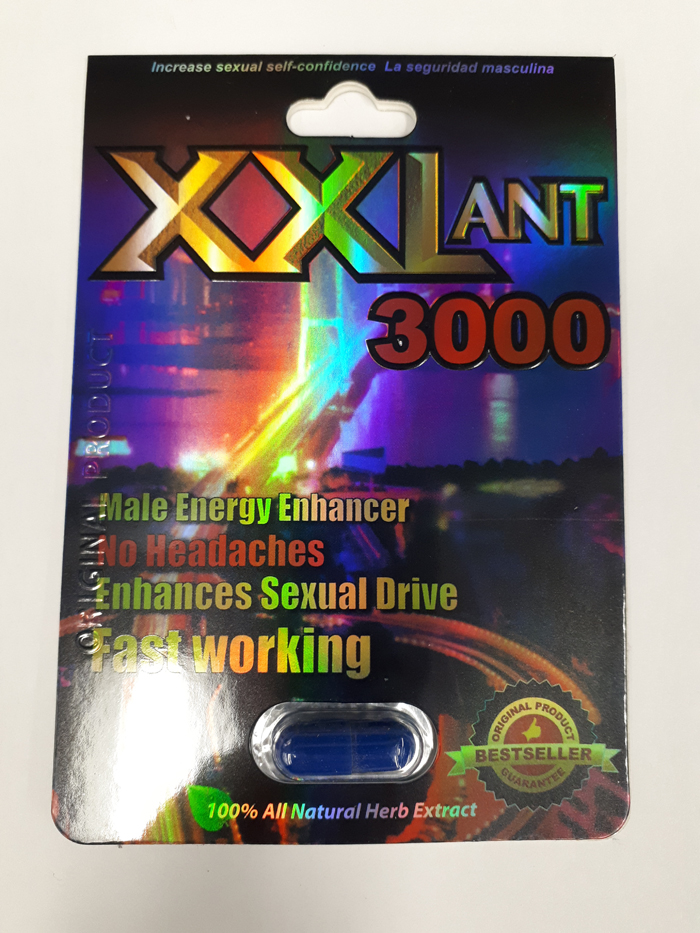 Increase sexual self-confidence La seguridad masculina
XXLANT
3000
ORIGINAL PRODUCT
Male Energy Enhancer
No Headaches
Enhances Sexual Drive
Fast working
ORIGINAL PRODUCT
BESTSELLER
GUARANTEE
100% All Natural Herb Extract